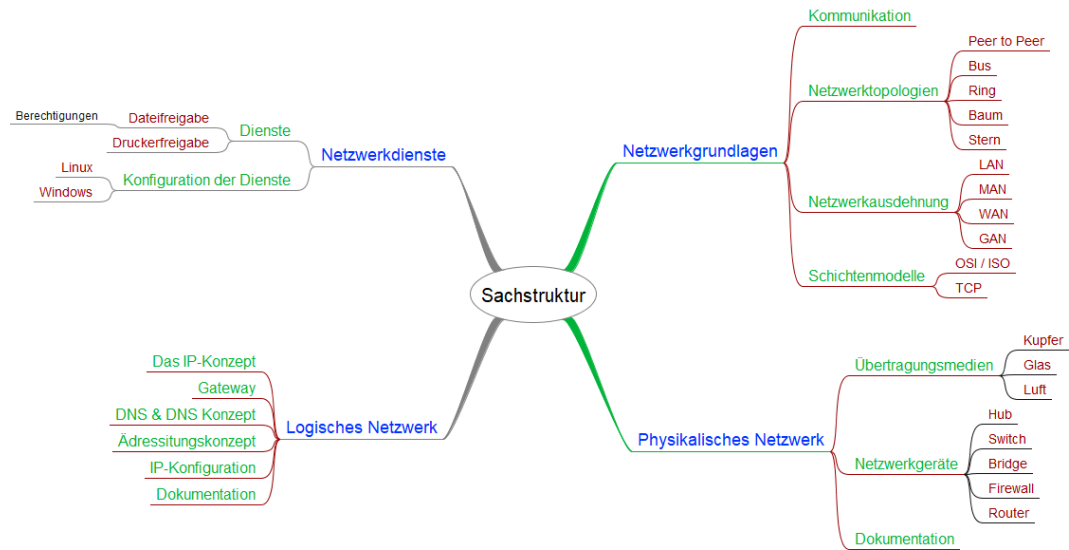 Sachstruktur
Netzwerkgrundlagen
Kommunikation
Netzwerktopologien
Peer to Peer
Bus
Ring
Baum
Stern
Netzwerkausdehnung
LAN
MAN
WAN
GAN
Schichtenmodelle
OSI / ISO
TCP
Physikalisches Netzwerk
Übertragungsmedien
Kupfer
Glas
Luft
Netzwerkgeräte
Hub
Switch
Bridge
Firewall
Router
Dokumentation
Netzwerkdienste
Dienste
Dateifreigabe
Berechtigungen
Druckerfreigabe
Konfiguration der Dienste
Linux
Windows
Logisches Netzwerk
Das IP-Konzept
Gateway
DNS & DNS Konzept
Ädressitungskonzept
IP-Konfiguration
Dokumentation